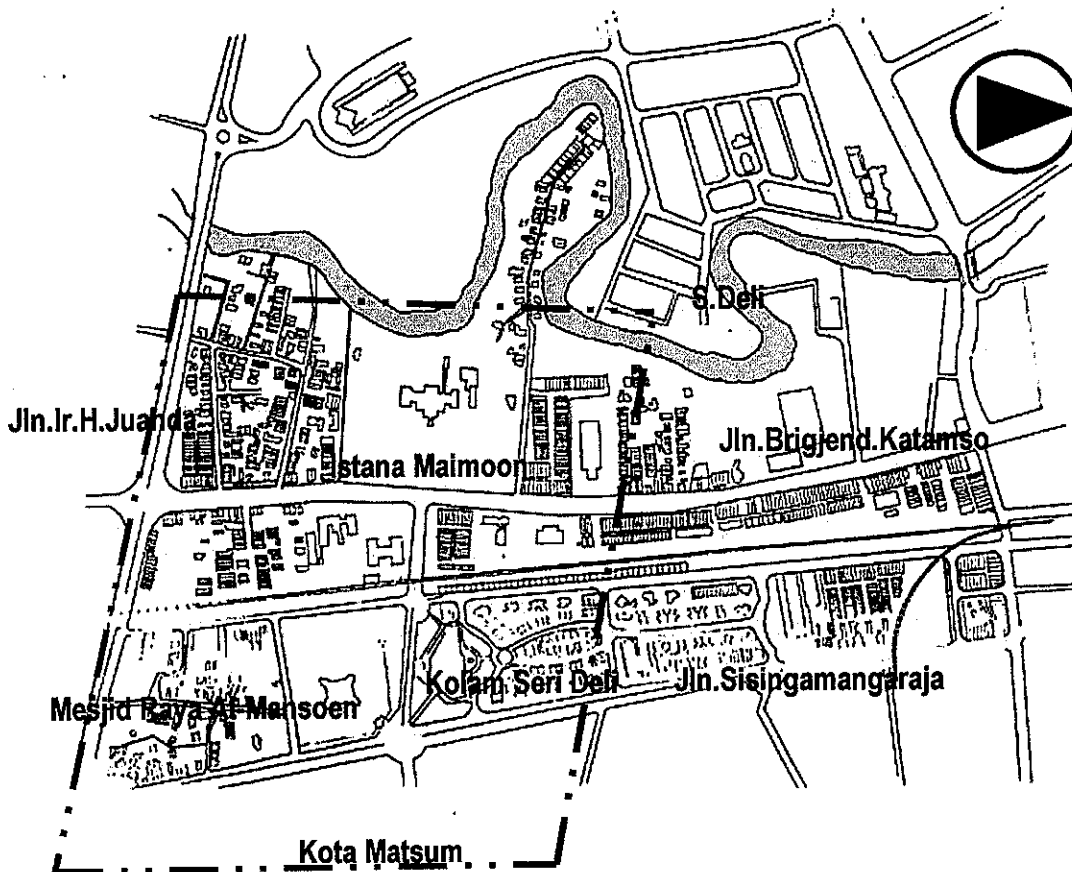 S.Deli
Jln.Ir.H.Juanda
Jln.Brigjend.Katamso
Istana Maimoon
Kolam Seri Deli
Jln.Sisingamangaraja
Mesjid Raya Al Mansoen
Kota Matsum